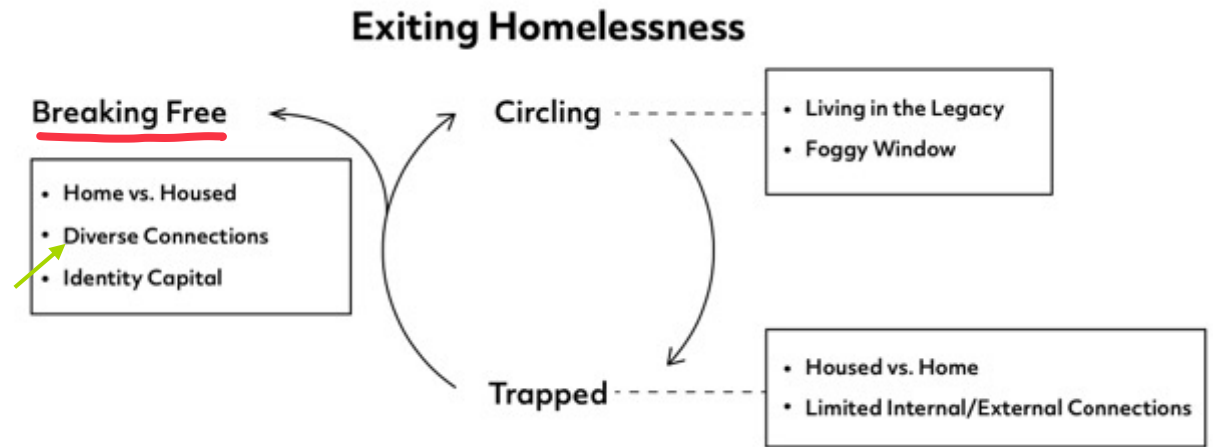 Exiting Homelessness
Breaking Free
• Home vs. Housed
• Diverse Connections
• Identity Capital
Circling
• Living in the Legacy
• Foggy Window
Trapped
• Housed vs. Home
• Limited Internal/External Connections